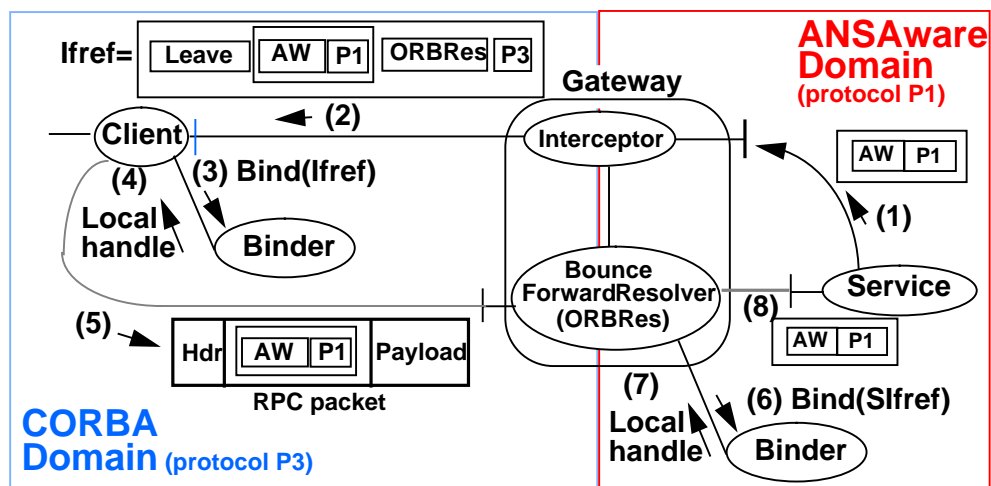 Ifref= Leave AW P1 ORBRes P3
ANSAware
Domain
(protocol P1)
Gateway
(2)
Client
Interceptor
AW P1
(3) Bind(Ifref)
(4)
Local
handle
(1)
Binder
Bounce
ForwardResolver
(ORBRes)
(8)
Service
(5)
Hdr AW P1 Payload
AW P1
RPC packet
(7)
(6) Bind(SIfref)
Local
handle
Binder
CORBA
Domain (protocol P3)